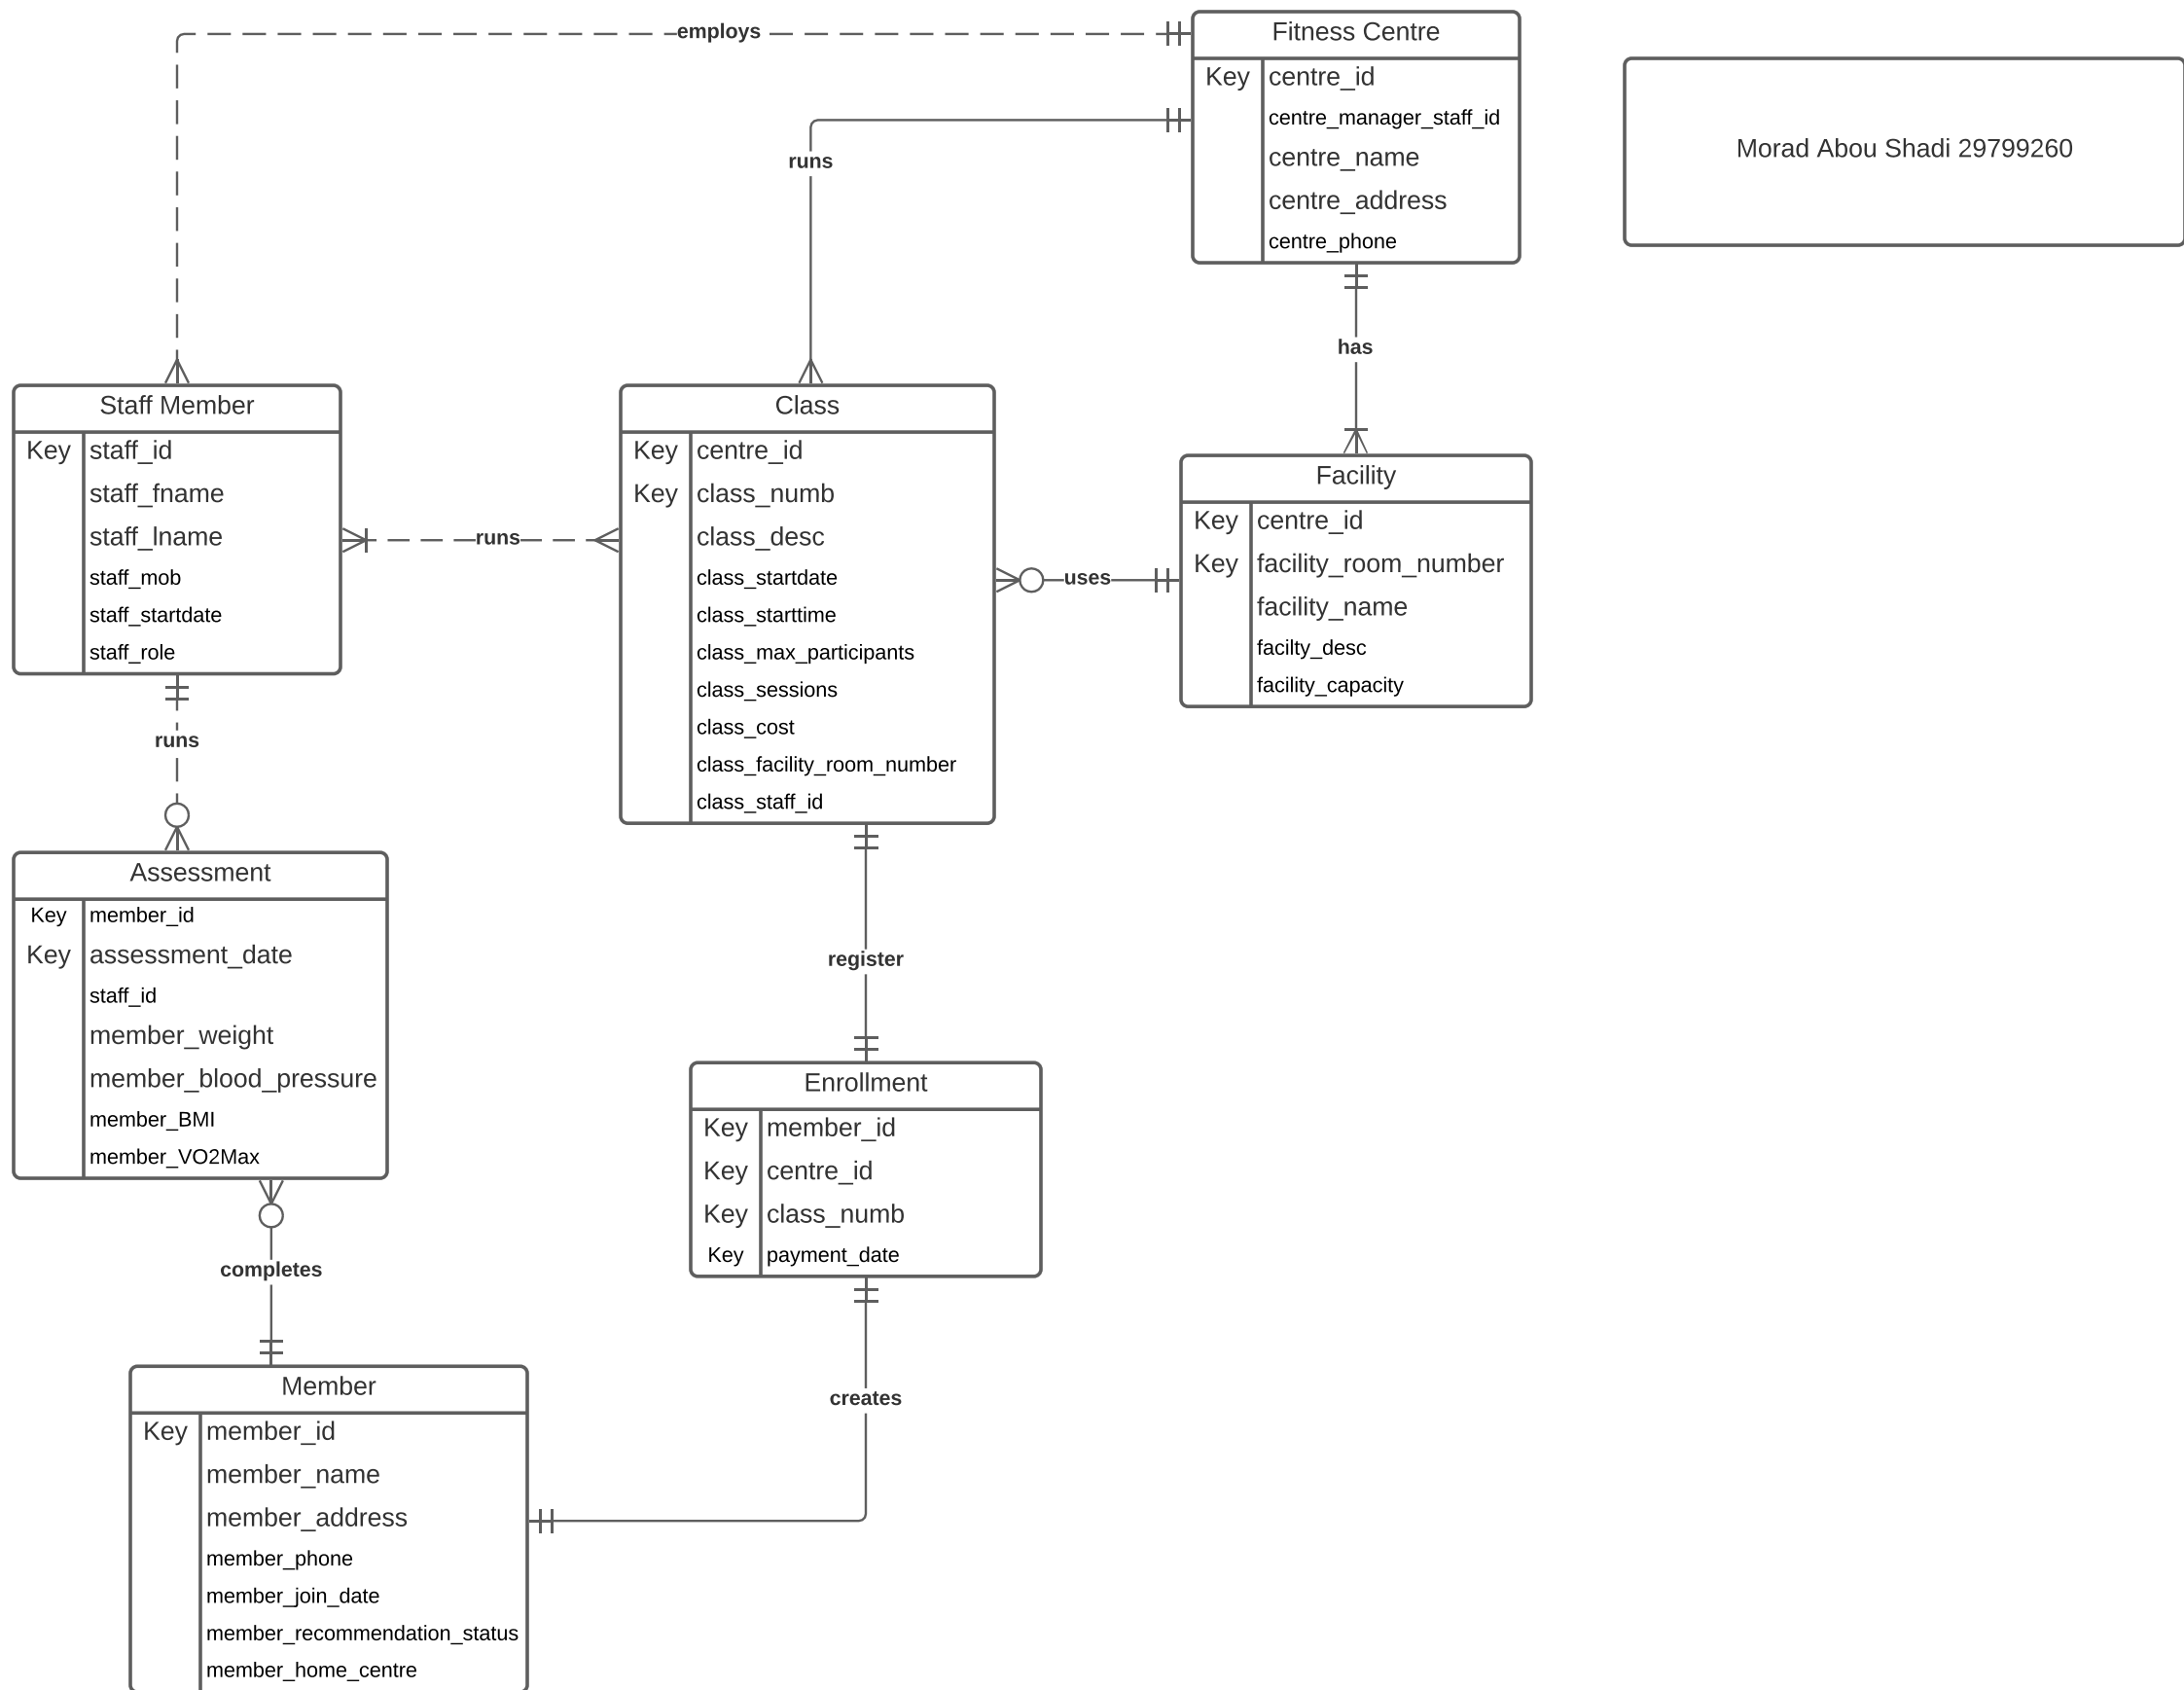 employs
Fitness Centre
Key centre_id
centre_manager_staff_id
centre_name
centre_address
centre_phone
Morad Abou Shadi 29799260
runs
has
Staff Member
Key staff_id
staff_fname
staff_lname
staff_mob
staff_startdate
staff_role
runs
Class
Key centre_id
Key class_numb
class_desc
class_startdate
class_starttime
class_max_participants
class_sessions
class_cost
class_facility_room_number
class_staff_id
uses
Facility
Key centre_id
Key facility_room_number
facility_name
facilty_desc
facility_capacity
runs
Assessment
Key member_id
Key assessment_date
staff_id
member_weight
member_blood_pressure
member_BMI
member_VO2Max
register
Enrollment
Key member_id
Key centre_id
Key class_numb
Key payment_date
completes
creates
Member
Key member_id
member_name
member_address
member_phone
member_join_date
member_recommendation_status
member_home_centre